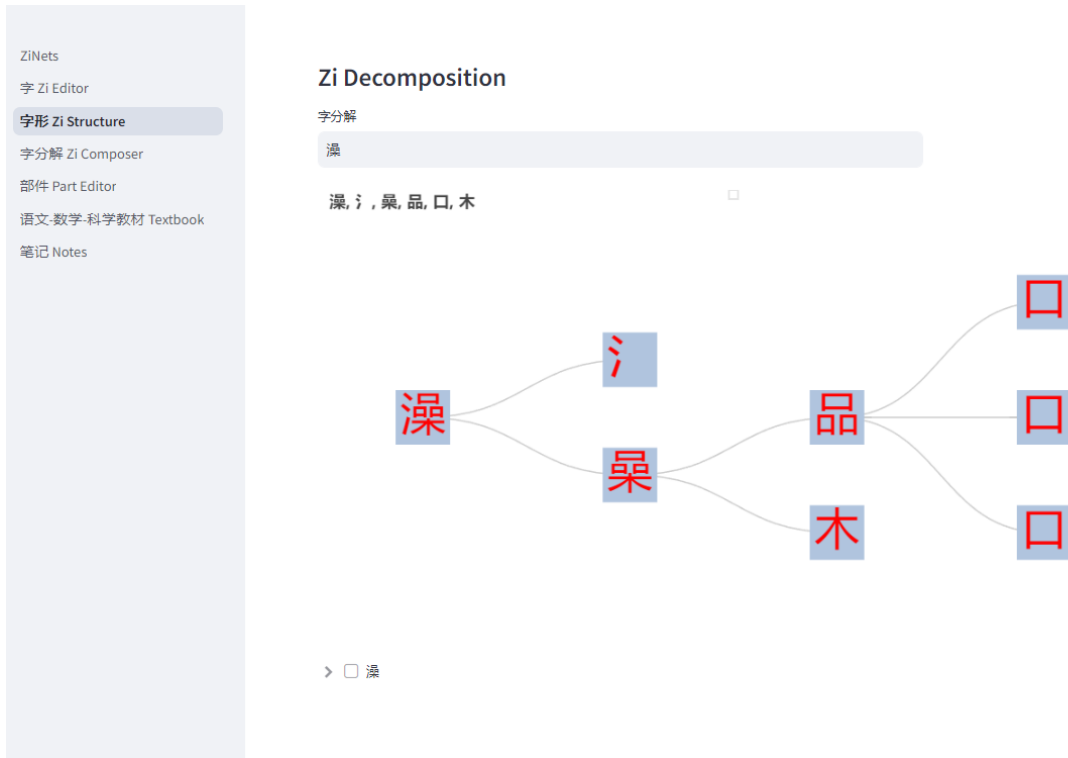 ZiNets
字 Zi Editor
字形 Zi Structure
字分解 Zi Composer
部件 Part Editor
语文-数学-科学教材 Textbook
笔记 Notes
Zi Decomposition
字分解
澡
澡, 氵, 喿, 品, 口, 木
口
氵
澡
品
口
喿
木
口
澡